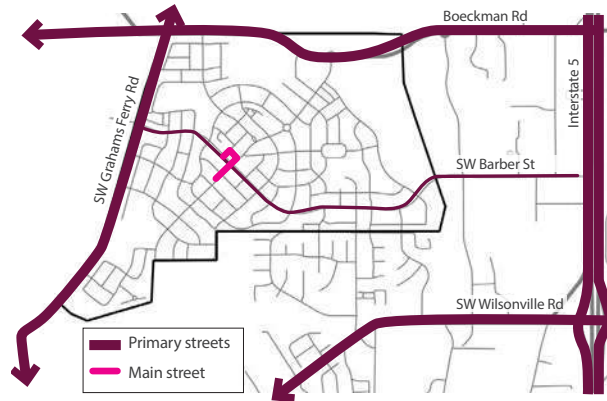 Boeckman Rd
SW Grahams Ferry Rd
Interstate 5
SW Barber St
SW Wilsonville Rd
Primary streets
Main street